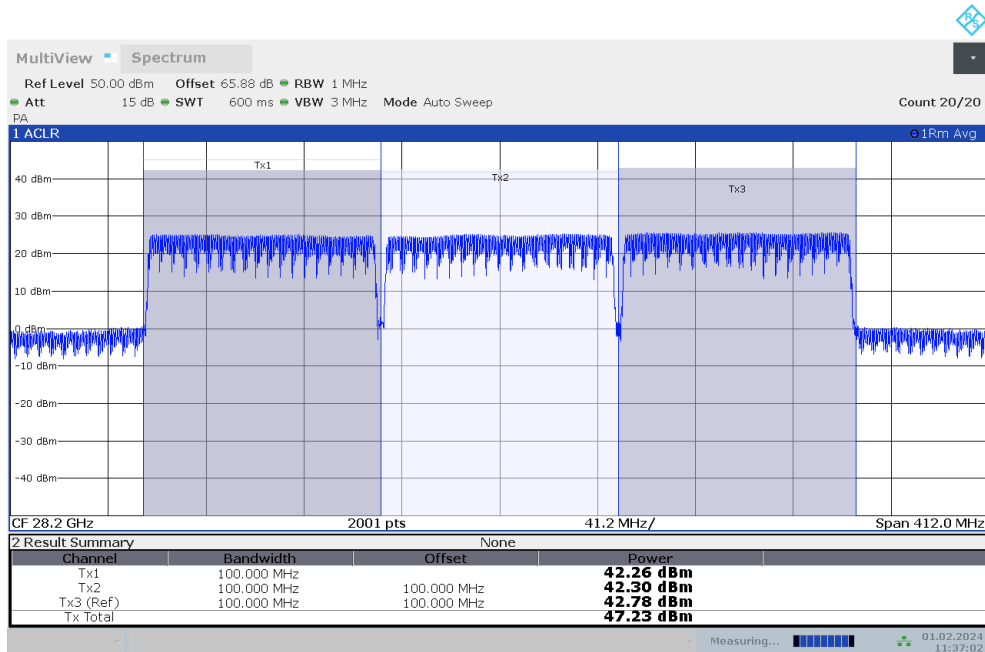 R&S
MultiView Spectrum
Ref Level 50.00 dBm Offset 65.88 dB RBW 1 MHz
Att 15 dB SWT 600 ms VBW 3 MHz Mode Auto Sweep Count 20/20
PA
1 ACLR 1Rm Avg
Tx1
Tx2
Tx3
40 dBm
30 dBm
20 dBm
10 dBm
0 dBm
-10 dBm
-20 dBm
-30 dBm
-40 dBm
CF 28.2 GHz 2001 pts 41.2 MHz/ Span 412.0 MHz
2 Result Summary None
Channel Bandwidth Offset Power
Tx1 100.000 MHz 42.26 dBm
Tx2 100.000 MHz 100.000 MHz 42.30 dBm
Tx3 (Ref) 100.000 MHz 100.000 MHz 42.78 dBm
Tx Total 47.23 dBm
Measuring... 01.02.2024
11:37:02